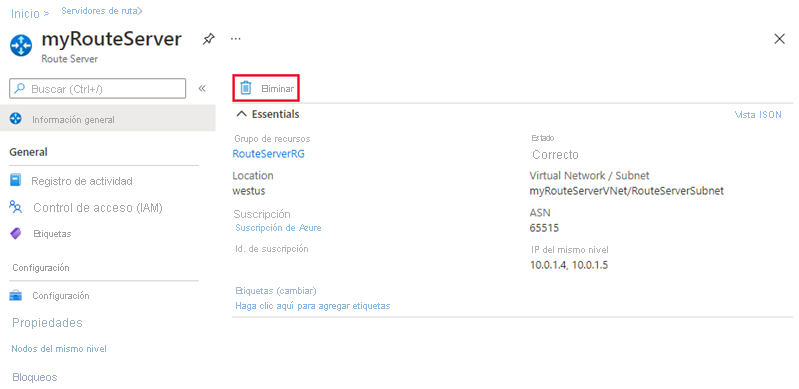 Inicio >
Servidores de ruta>
myRouteServer
...
Route Server
Buscar (Ctrl+/)
«
Eliminar
Información general
Essentials
Vista JSON
General
Registro de actividad
Control de acceso (IAM)
Etiquetas
Configuración
Configuración
Propiedades
Nodos del mismo nivel
Bloqueos
Grupo de recursos
RouteServerRG
Location
westus
Suscripción
Suscripción de Azure
Id. de suscripción
Etiquetas (cambiar)
Haga clic aquí para agregar etiquetas
Estado
Correcto
Virtual Network / Subnet
myRouteServerVNet/RouteServerSubnet
ASN
65515
IP del mismo nivel
10.0.1.4, 10.0.1.5